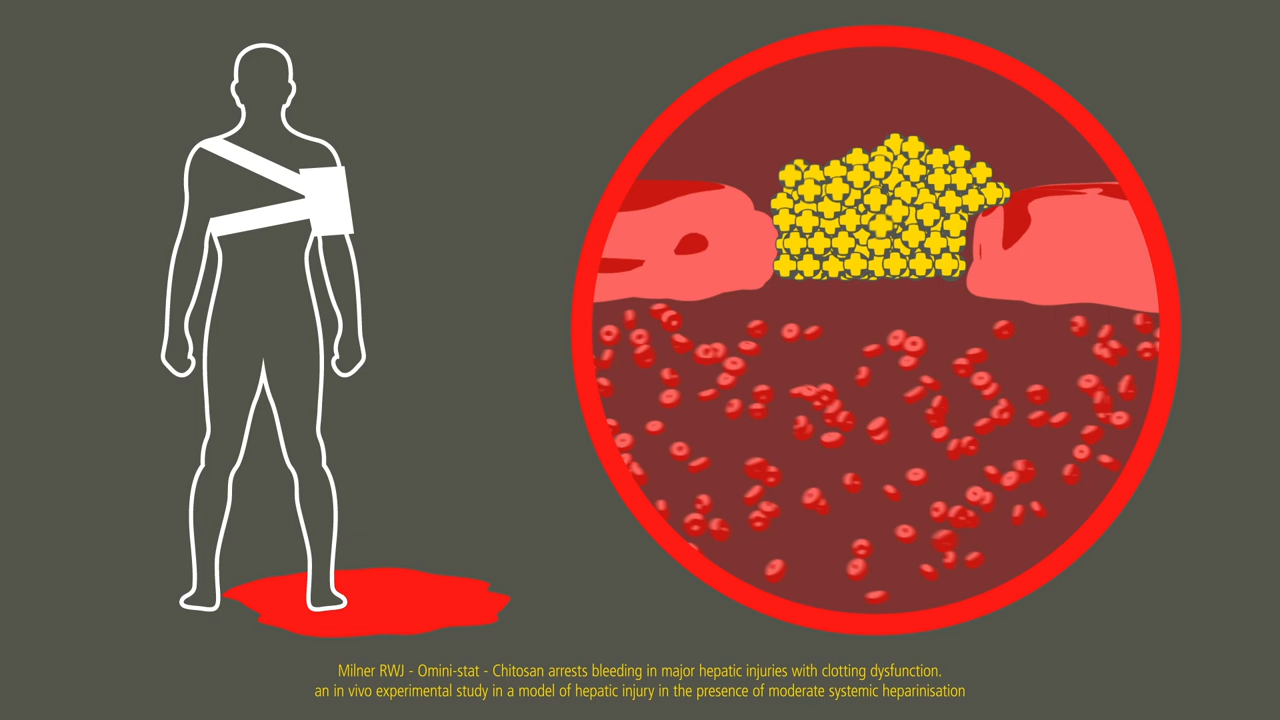 Milner RWJ - Omini-stat - Chitosan arrests bleeding in major hepatic injuries with clotting dysfunction.
an in vivo experimental study in a model of hepatic injury in the presence of moderate systemic heparinisation